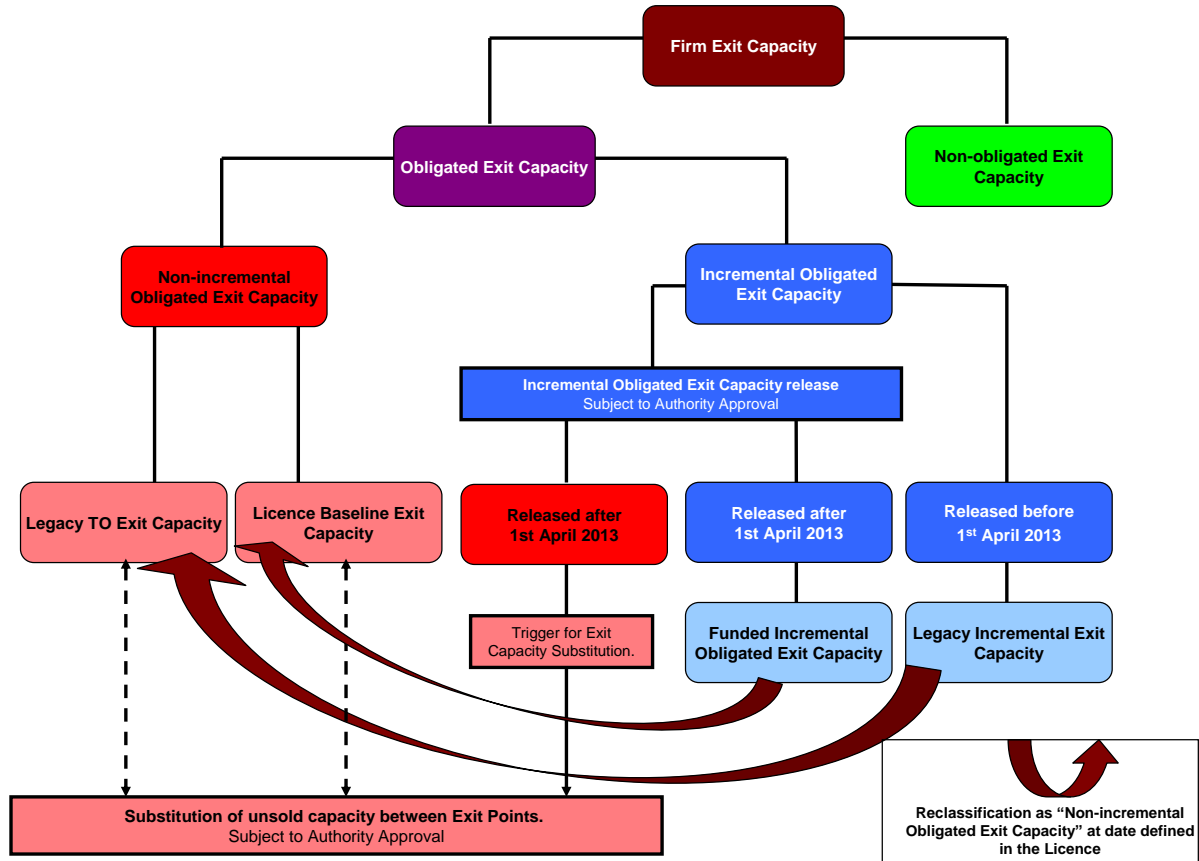 Firm Exit Capacity
Obligated Exit
Capacity
Non-obligated Exit
Capacity
Non-incremental
Obligated Exit Capacity
Incremental Obligated
Exit Capacity
Incremental Obligated Exit Capacity release
Subject to Authority Approval
Legacy TO Exit Capacity
Licence Baseline Exit
Capacity
Released after
1st April 2013
Released after
1st April 2013
Released before
1st April 2013
Trigger for Exit
Capacity Substitution.
Funded Incremental
Obligated Exit Capacity
Legacy Incremental Exit
Capacity
Substitution of unsold capacity between Exit Points.
Subject to Authority Approval
Reclassification as “Non-incremental
Obligated Exit Capacity” at date defined
in the Licence